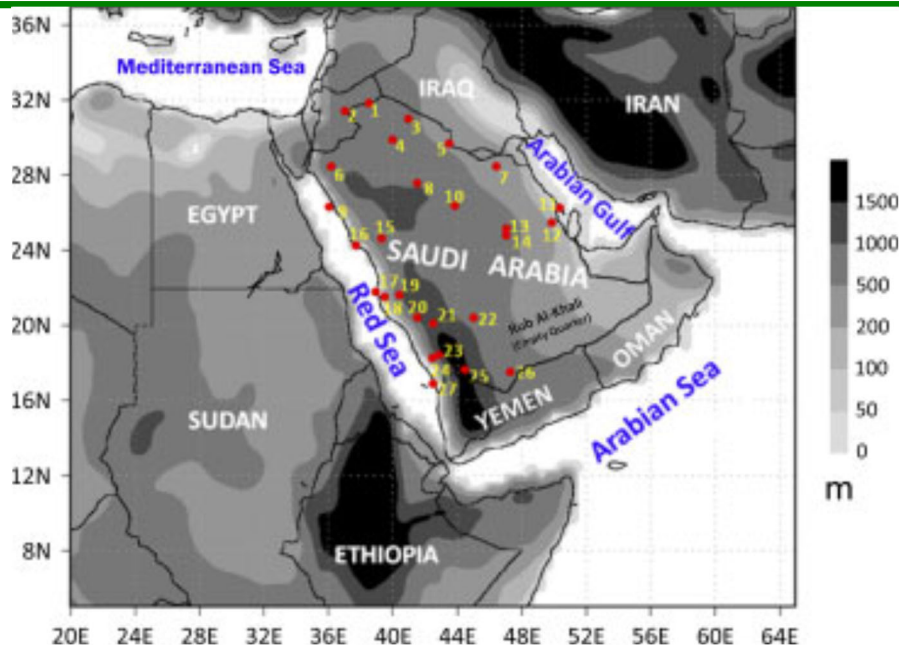 36N
Mediterranean Sea
IRAQ
32N
IRAN
1
2
3
4
5
28N
Arabian Gulf
6
7
8
10
9
11
1500
EGYPT
15
13
12
1000
24N
16
14
SAUDI ARABIA
500
17
19
18
Red Sea
20
21
22
Rub Al-Khali
(Empty Quarter)
200
20N
OMAN
23
24
25
26
100
16N
27
YEMEN
Arabian Sea
50
SUDAN
0
12N
m
8N
ETHIOPIA
20E 24E 28E 32E 36E 40E 44E 48E 52E 56E 60E 64E